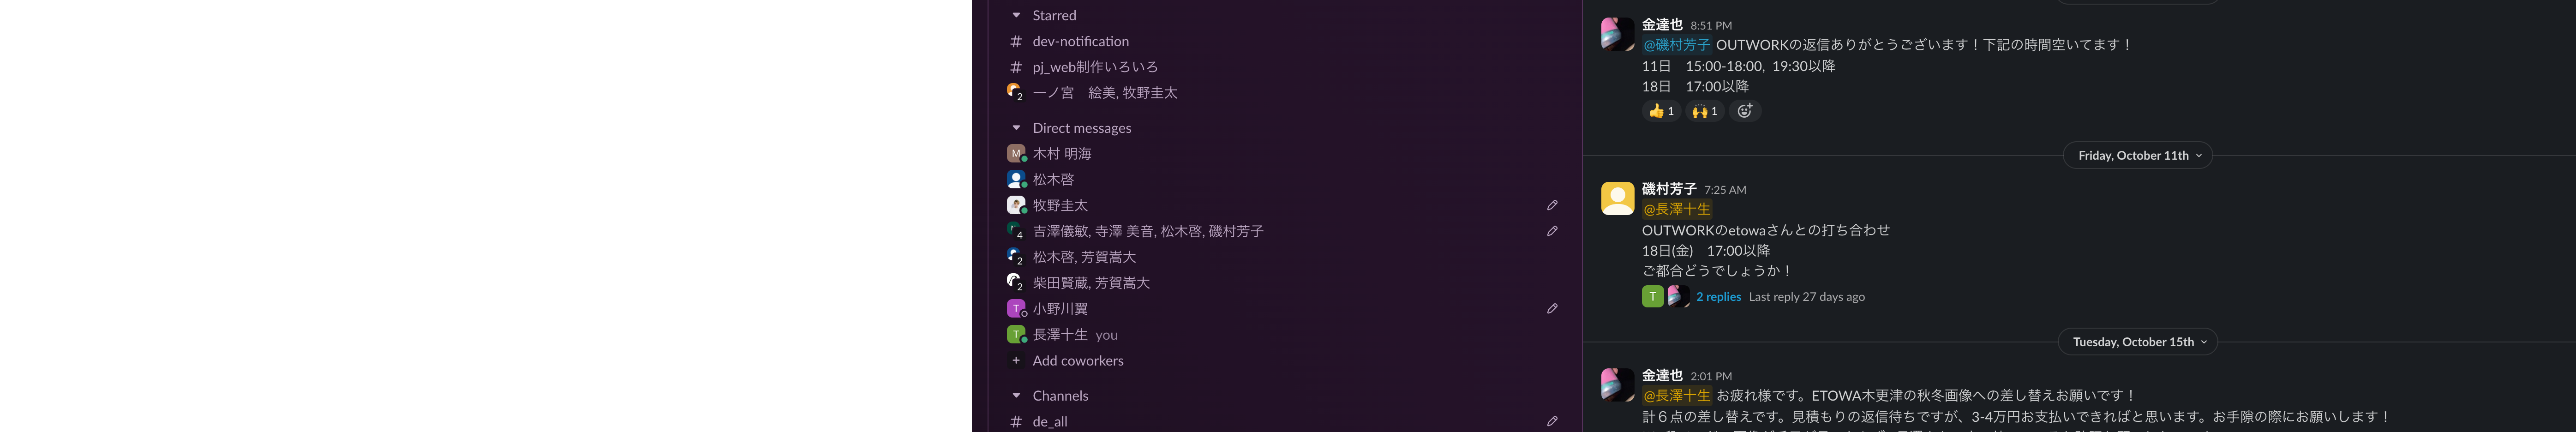 Starred
# dev-notification
# pj_web制作いろいろ
2 一ノ宮　絵美, 牧野圭太
Direct messages
M 木村 明海
松木啓
牧野圭太
4 吉澤儀敏, 寺澤 美音, 松木啓, 磯村芳子
2 松木啓, 芳賀嵩大
2 柴田賢蔵, 芳賀嵩大
T 小野川翼
T 長澤十生 you
+ Add coworkers
Channels
# de_all
金達也 8:51 PM
@磯村芳子 OUTWORKの返信ありがとうございます！下記の時間空いてます！
11日　15:00-18:00, 19:30以降
18日　17:00以降
1 1
Friday, October 11th
磯村芳子 7:25 AM
@長澤十生
OUTWORKのetowaさんとの打ち合わせ
18日(金)　17:00以降
ご都合どうでしょうか！
T 2 replies Last reply 27 days ago
Tuesday, October 15th
金達也 2:01 PM
@長澤十生 お疲れ様です。ETOWA木更津の秋冬画像への差し替えお願いです！
計６点の差し替えです。見積もりの返信待ちですが、3-4万円お支払いできればと思います。お手隙の際にお願いします！